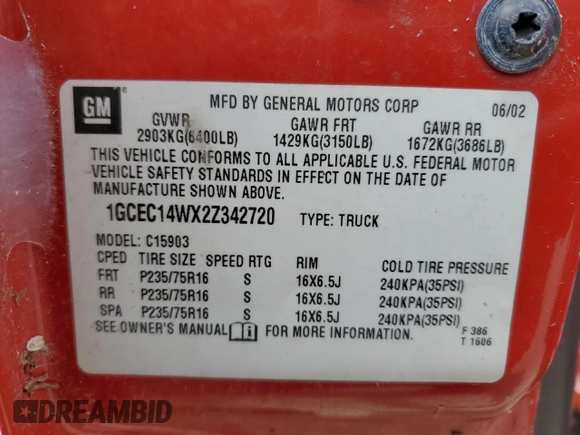 GM
MFD BY GENERAL MOTORS CORP 06/02
GVWR GAWR FRT GAWR RR
2903KG(6400LB) 1429KG(3150LB) 1672KG(3686LB)
THIS VEHICLE CONFORMS TO ALL APPLICABLE U.S. FEDERAL MOTOR
VEHICLE SAFETY STANDARDS IN EFFECT ON THE DATE OF
MANUFACTURE SHOWN ABOVE.
1GCEC14WX2Z342720 TYPE: TRUCK
MODEL: C15903
CPED TIRE SIZE SPEED RTG RIM COLD TIRE PRESSURE
FRT P235/75R16 S 16X6.5J 240KPA(35PSI)
RR P235/75R16 S 16X6.5J 240KPA(35PSI)
SPA P235/75R16 S 16X6.5J 240KPA(35PSI)
SEE OWNER'S MANUAL FOR MORE INFORMATION.
F 386
T 1606
DREAMBID